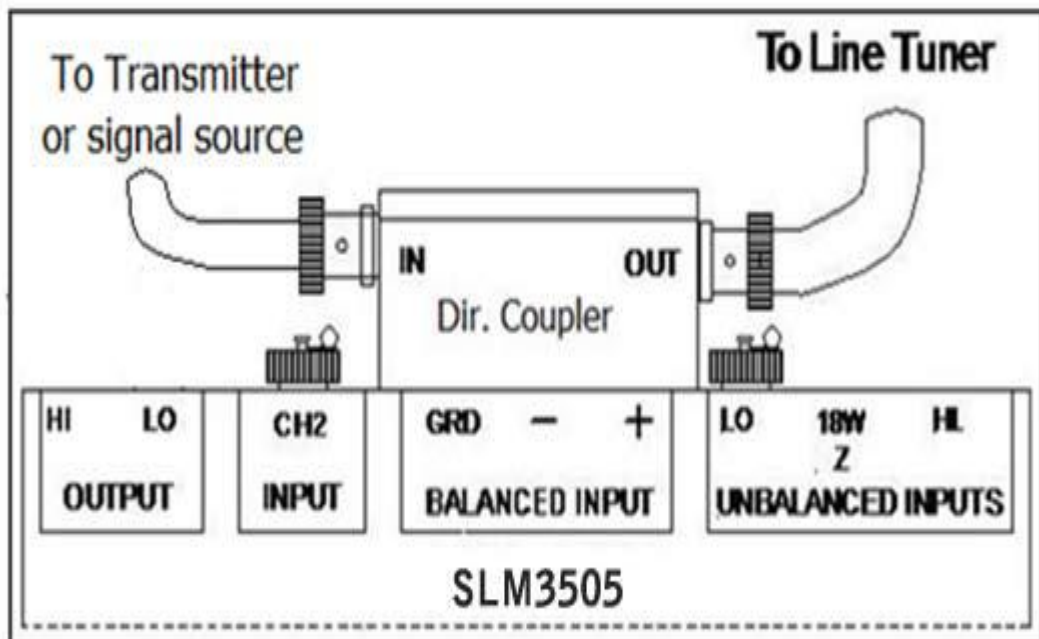 To Transmitter
or signal source
To Line Tuner
IN OUT
Dir. Coupler
HI LO
OUTPUT
CH2
INPUT
GRD − +
BALANCED INPUT
LO 18W HL
Z
UNBALANCED INPUTS
SLM3505